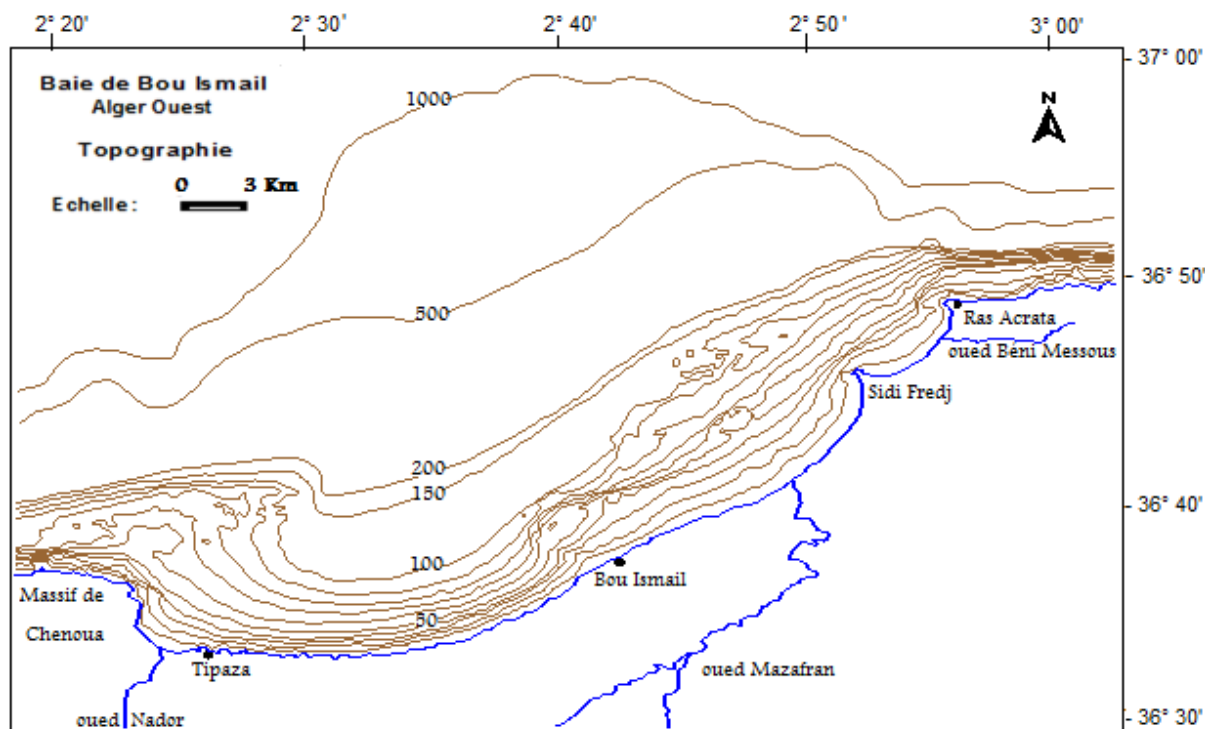 2° 20'
2° 30'
2° 40'
2° 50'
3° 00'
37° 00'
Baie de Bou Ismail
Alger Ouest
Topographie
0 3 Km
Echelle :
N
1000
36° 50'
500
Ras Acrata
oued Béni Messous
Sidi Fredj
200
150
36° 40'
100
Bou Ismail
Massif de
Chenoua
50
Tipaza
oued Mazafran
oued Nador
36° 30'